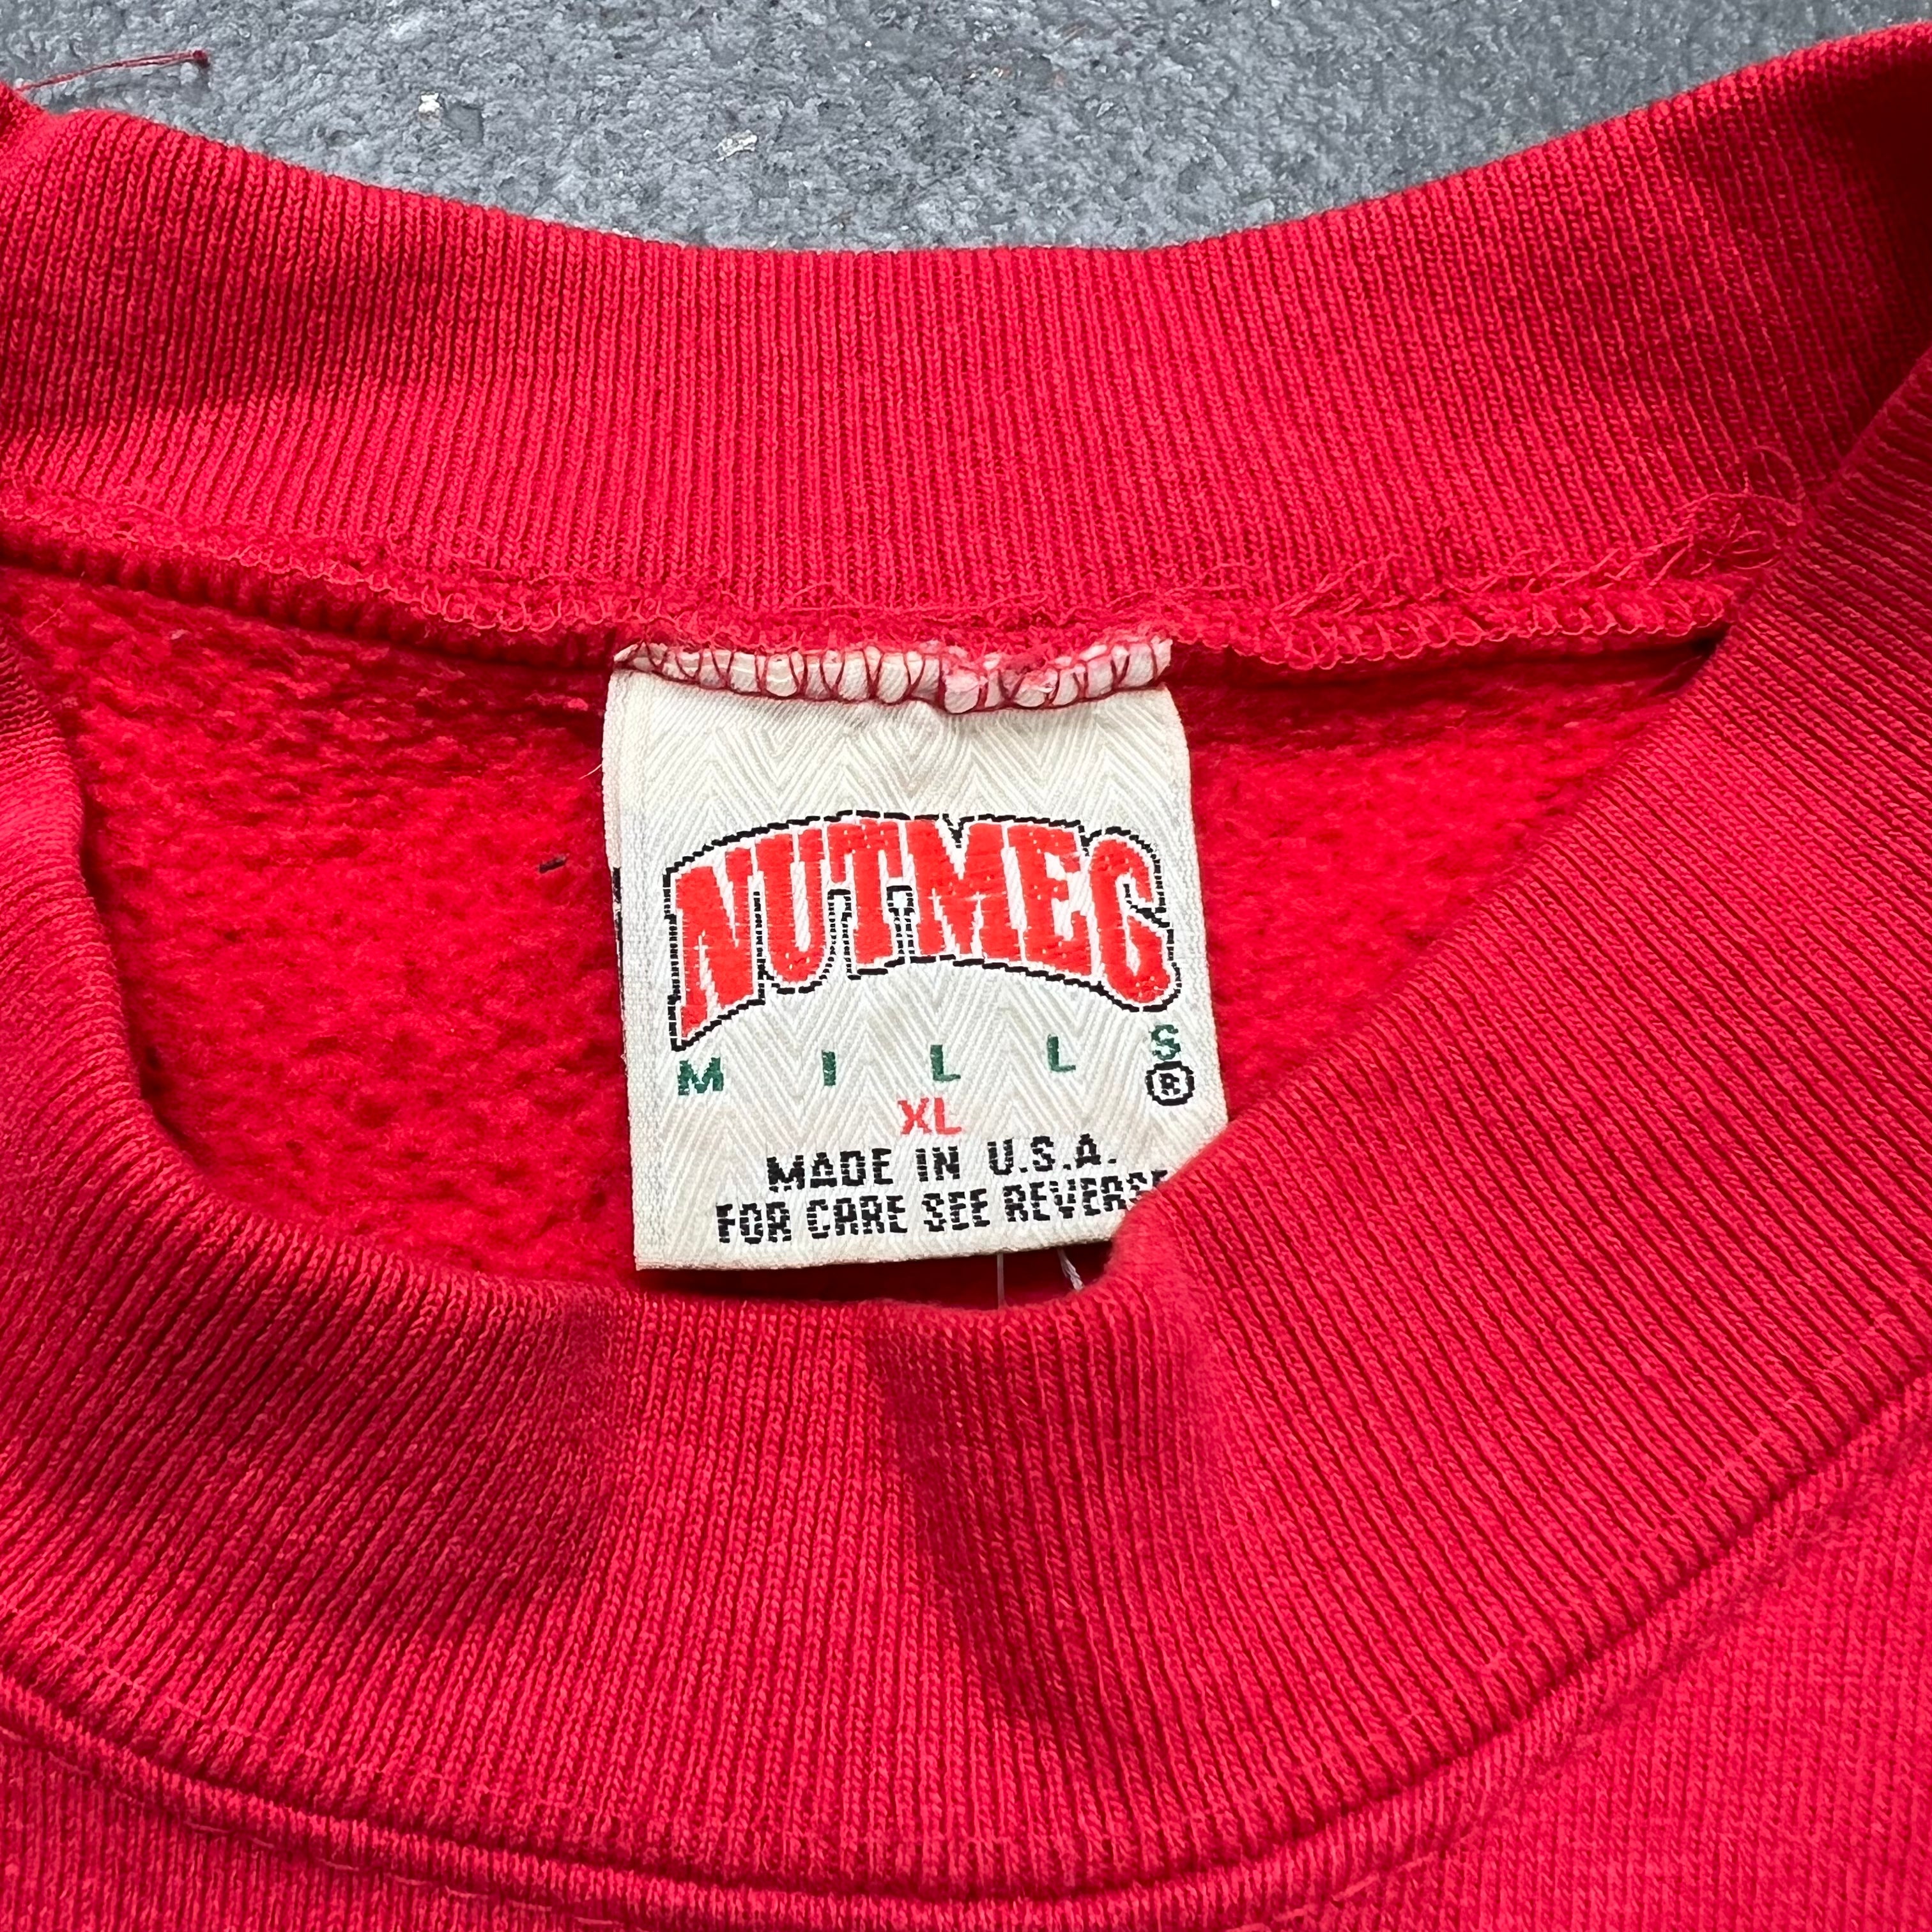 NUTMEG
MILLS
®
XL
MADE IN U.S.A.
FOR CARE SEE REVERSE